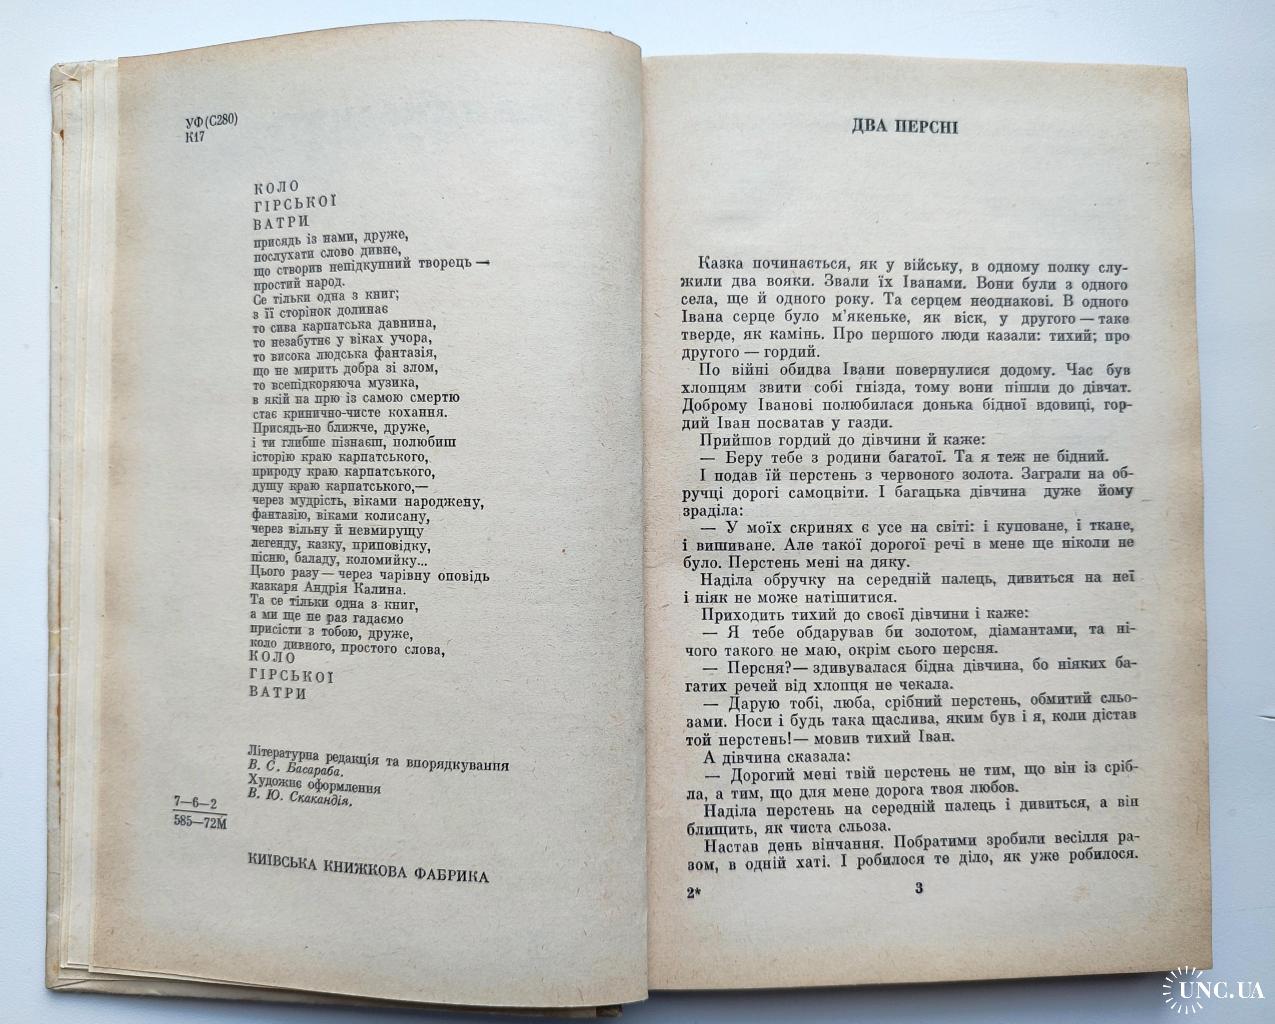 УФ(С280)
К17
КОЛО
ГІРСЬКОЇ
ВАТРИ
присядь із нами, друже,
послухати слово дивне,
що створив непідкупний творець —
простий народ.
Се тільки одна з книг;
з її сторінок долинає
то сива карпатська давнина,
то незабутнє у віках учора,
то висока людська фантазія,
що не мирить добра зі злом,
то всепідкоряюча музика,
в якій на прю із самою смертю
стає кринично-чисте кохання.
Присядь-но ближче, друже,
і ти глибше пізнаєш, полюбиш
історію краю карпатського,
природу краю карпатського,
душу краю карпатського,—
через мудрість, віками народжену,
фантазію, віками колисану,
через вільну й невмирущу
легенду, казку, приповідку,
пісню, баладу, коломийку...
Цього разу — через чарівну оповідь
казкаря Андрія Калина.
Та се тільки одна з книг,
а ми ще не раз гадаємо
присісти з тобою, друже,
коло дивного, простого слова,
КОЛО
ГІРСЬКОЇ
ВАТРИ
Літературна редакція та впорядкування
В. С. Басараба.
Художнє оформлення
В. Ю. Скакандія.
7—6—2
585—72М
КИЇВСЬКА КНИЖКОВА ФАБРИКА
ДВА ПЕРСНІ
Казка починається, як у війську, в одному полку слу-
жили два вояки. Звали їх Іванами. Вони були з одного
села, ще й одного року. Та серцем неоднакові. В одного
Івана серце було м'якеньке, як віск, у другого — таке
тверде, як камінь. Про першого люди казали: тихий; про
другого — гордий.
По війні обидва Івани повернулися додому. Час був
хлопцям звити собі гнізда, тому вони пішли до дівчат.
Доброму Іванові полюбилася донька бідної вдовиці, гор-
дий Іван посватав у газди.
Прийшов гордий до дівчини й каже:
— Беру тебе з родини багатої. Та я теж не бідний.
І подав їй перстень з червоного золота. Заграли на об-
ручці дорогі самоцвіти. І багацька дівчина дуже йому
зраділа:
— У моїх скринях є усе на світі: і куповане, і ткане,
і вишиване. Але такої дорогої речі в мене ще ніколи не
було. Перстень мені на дяку.
Наділа обручку на середній палець, дивиться на неї
і ніяк не може натішитися.
Приходить тихий до своєї дівчини і каже:
— Я тебе обдарував би золотом, діамантами, та ні-
чого такого не маю, окрім сього персня.
— Персня? — здивувалася бідна дівчина, бо ніяких ба-
гатих речей від хлопця не чекала.
— Дарую тобі, люба, срібний перстень, обмитий сльо-
зами. Носи і будь така щаслива, яким був і я, коли дістав
той перстень! — мовив тихий Іван.
А дівчина сказала:
— Дорогий мені твій перстень не тим, що він із сріб-
ла, а тим, що для мене дорога твоя любов.
Наділа перстень на середній палець і дивиться, а він
блищить, як чиста сльоза.
Настав день вінчання. Побратими зробили весілля ра-
зом, в одній хаті. І робилося те діло, як уже робилося.
2*
3
UNC.UA